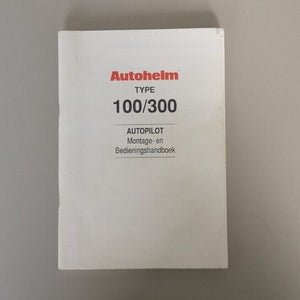 Autohelm
TYPE
100/300
AUTOPILOT
Montage- en
Bedieningshandboek